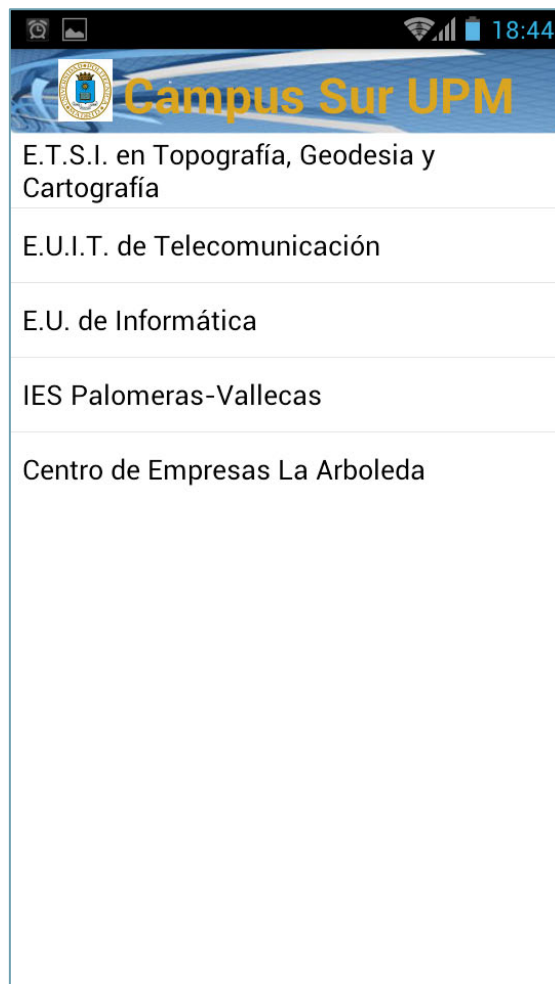 18:44
Campus Sur UPM
E.T.S.I. en Topografía, Geodesia y
Cartografía
E.U.I.T. de Telecomunicación
E.U. de Informática
IES Palomeras-Vallecas
Centro de Empresas La Arboleda